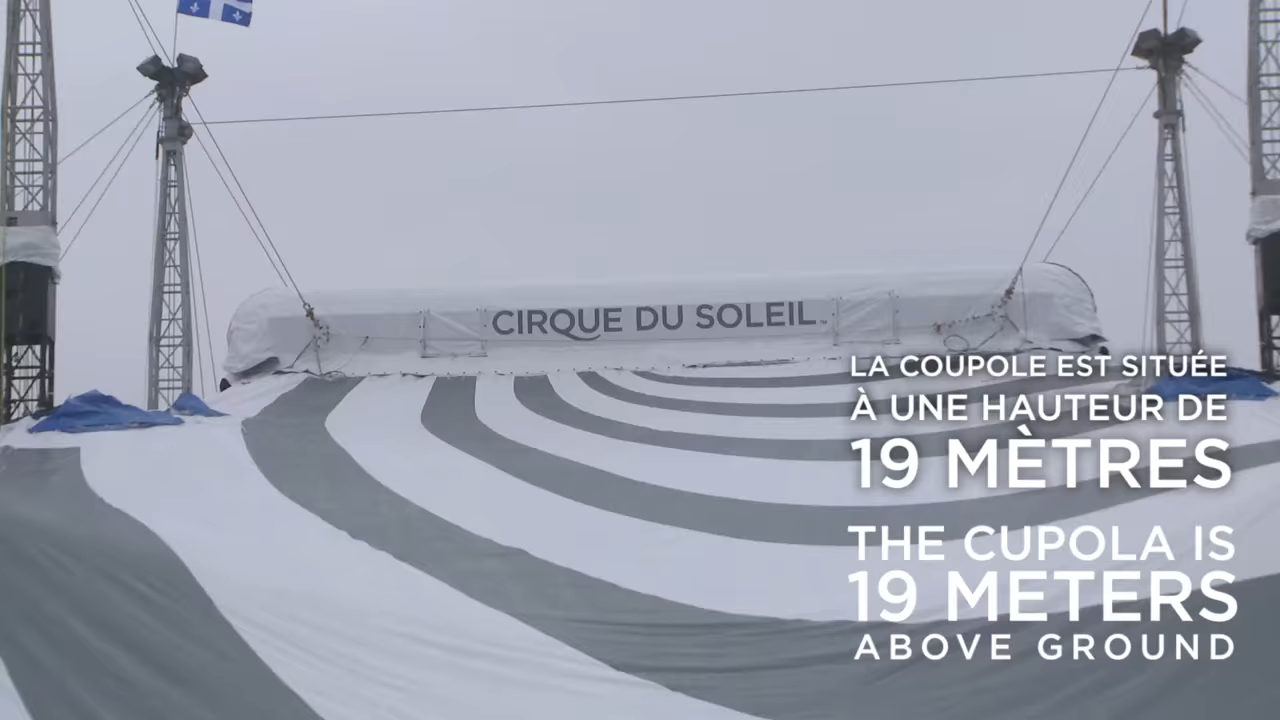 CIRQUE DU SOLEIL
LA COUPOLE EST SITUÉE
À UNE HAUTEUR DE
19 MÈTRES
THE CUPOLA IS
19 METERS
ABOVE GROUND